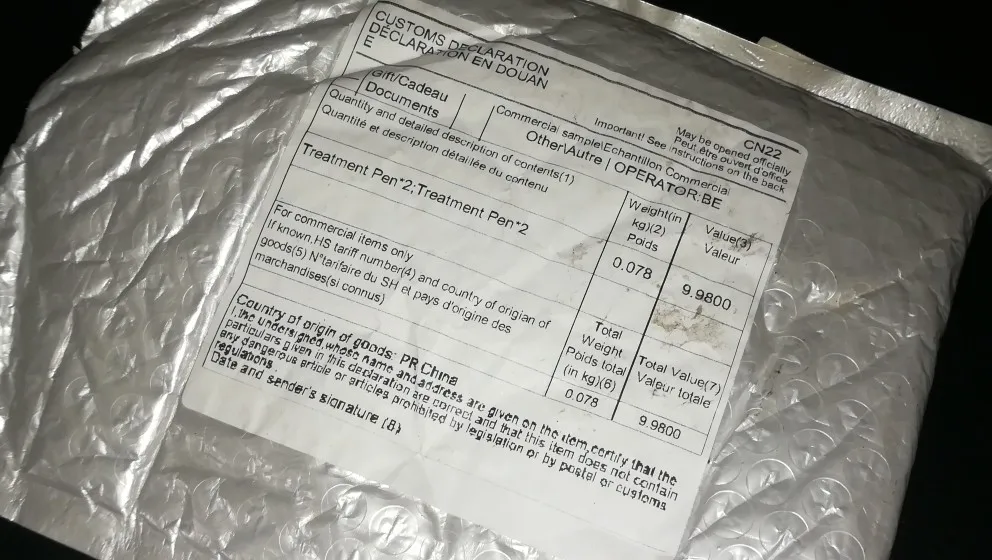 CUSTOMS DECLARATION
DÉCLARATION EN DOUAN
E
CN22
May be opened officially
Peut être ouvert d'office
Important! See instructions on the back
Gift/Cadeau
Documents
Commercial sample\Echantillon Commercial
Other\Autre | OPERATOR:BE
Quantity and detailed description of contents(1)
Quantité et description détaillée du contenu
Weight(in
kg)(2)
Poids
Value(3)
Valeur
Treatment Pen*2;Treatment Pen*2
0.078
9.9800
For commercial items only
If known,HS tariff number(4) and country of origian of
goods(5) N°tarifaire du SH et pays d'origine des
marchandises(si connus)
Total
Weight
Poids total
(in kg)(6)
Total Value(7)
Valeur totale
0.078
9.9800
Country of origin of goods: PR China
I,the undersigned,whose name and address are given on the item,certify that the
particulars given in this declaration are correct and that this item does not contain
any dangerous article or articles prohibited by legislation or by postal or customs
regulations.
Date and sender's signature (8)